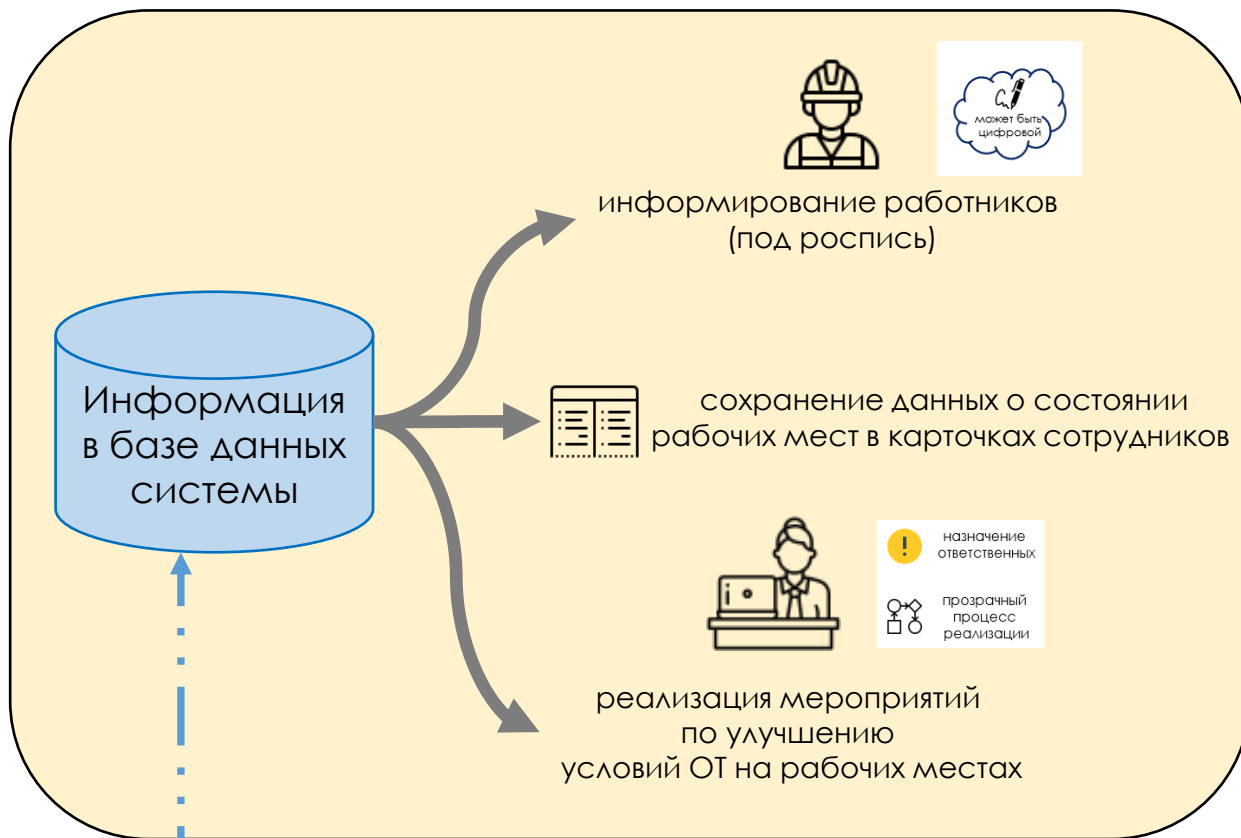 может быть
цифровой
информирование работников
(под роспись)
Информация
в базе данных
системы
сохранение данных о состоянии
рабочих мест в карточках сотрудников
!
назначение
ответственных
прозрачный
процесс
реализации
реализация мероприятий
по улучшению
условий ОТ на рабочих местах